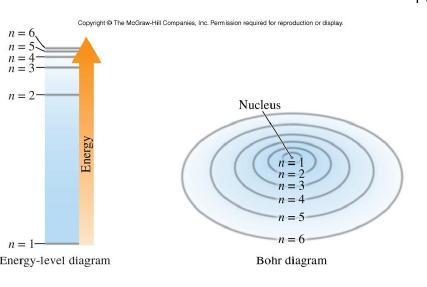 Copyright © The McGraw-Hill Companies, Inc. Permission required for reproduction or display.
n = 6
n = 5
n = 4
n = 3
n = 2
n = 1
Energy
Energy-level diagram
Nucleus
n = 1
n = 2
n = 3
n = 4
n = 5
n = 6
Bohr diagram